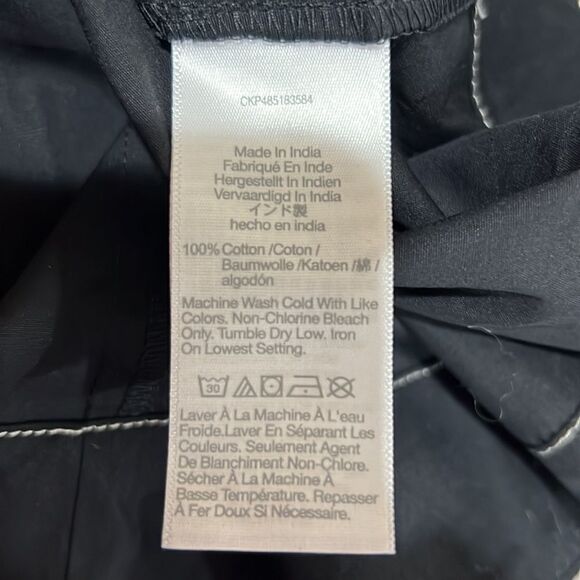 CKP485183584
Made In India
Fabriqué En Inde
Hergestellt In Indien
Vervaardigd In India
インド製
hecho en india
100% Cotton /Coton /
Baumwolle /Katoen /綿 /
algodón
Machine Wash Cold With Like
Colors. Non-Chlorine Bleach
Only. Tumble Dry Low. Iron
On Lowest Setting.
30
Laver À La Machine À L'eau
Froide.Laver En Séparant Les
Couleurs. Seulement Agent
De Blanchiment Non-Chlore.
Sécher À La Machine À
Basse Température. Repasser
À Fer Doux Si Nécessaire.